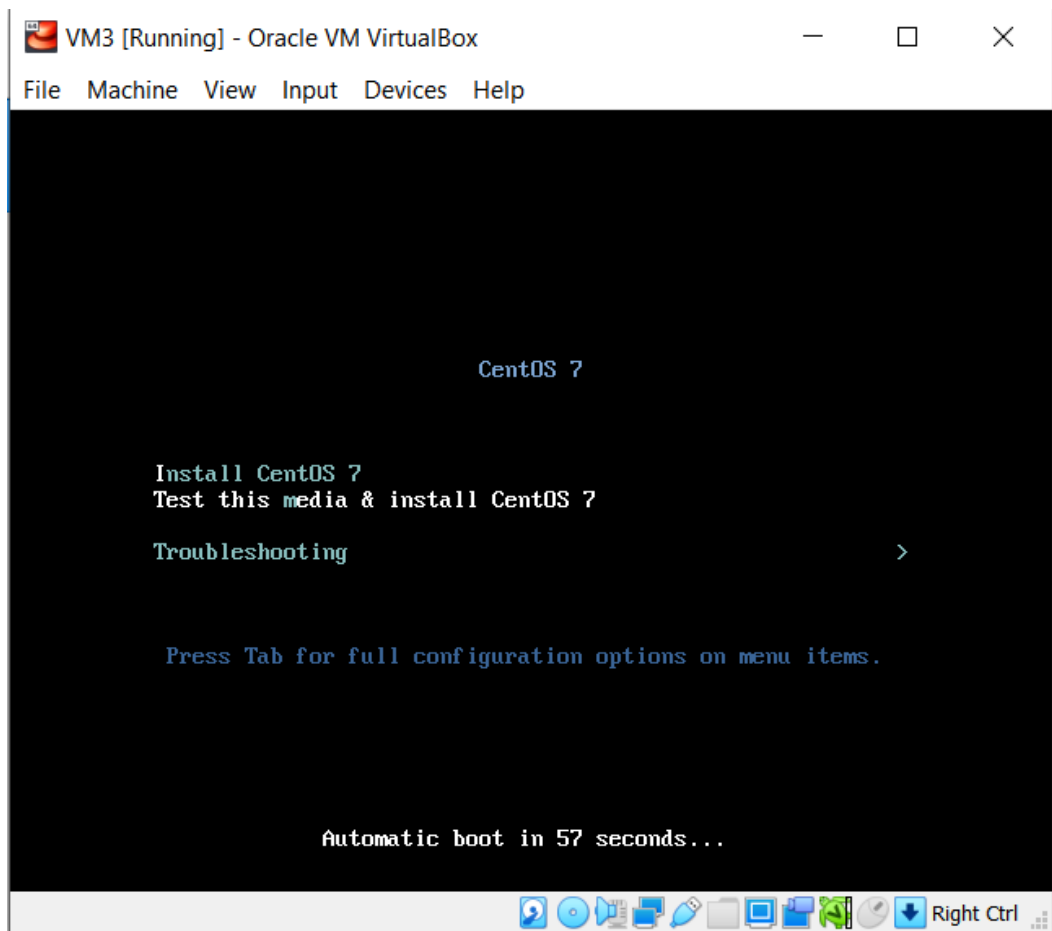 VM3 [Running] - Oracle VM VirtualBox
File Machine View Input Devices Help
CentOS 7
Install CentOS 7
Test this media & install CentOS 7
Troubleshooting >
Press Tab for full configuration options on menu items.
Automatic boot in 57 seconds...
Right Ctrl